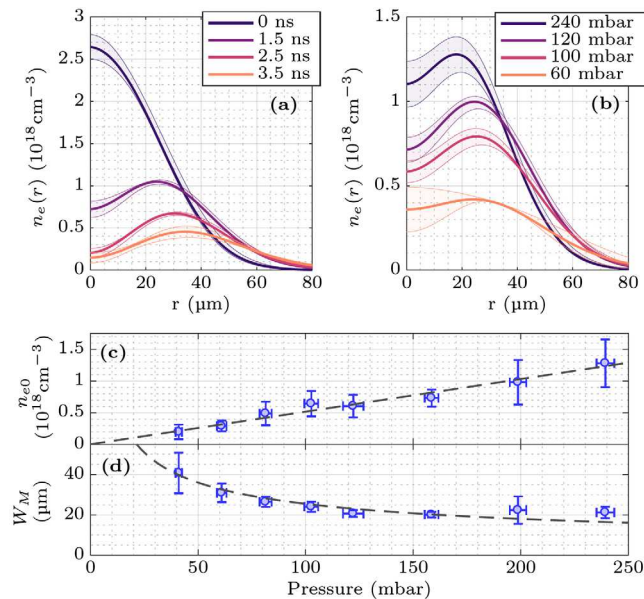 3
2.5
2
1.5
1
0.5
0
n_e(r) (10^18 cm^-3)
0 ns
1.5 ns
2.5 ns
3.5 ns
(a)
0 20 40 60 80
r (µm)
1.5
1
0.5
0
n_e(r) (10^18 cm^-3)
240 mbar
120 mbar
100 mbar
60 mbar
(b)
0 20 40 60 80
r (µm)
(c)
1.5
1
0.5
0
n_e0
(10^18 cm^-3)
(d)
40
20
0
W_M
(µm)
0 50 100 150 200 250
Pressure (mbar)